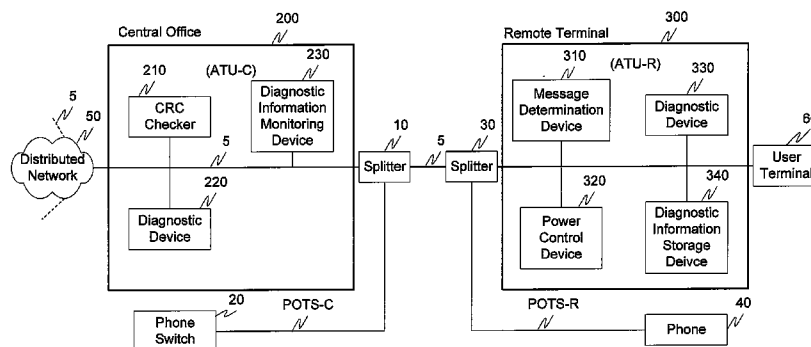 Central Office
200
Remote Terminal
300
210
(ATU-C)
230
310
(ATU-R)
330
5
50
CRC
Checker
Diagnostic
Information
Monitoring
Device
10
5
30
Message
Determination
Device
Diagnostic
Device
Distributed
Network
5
Splitter
Splitter
User
Terminal
220
320
340
Diagnostic
Device
Power
Control
Device
Diagnostic
Information
Storage
Deivce
20
POTS-C
POTS-R
40
Phone
Switch
Phone